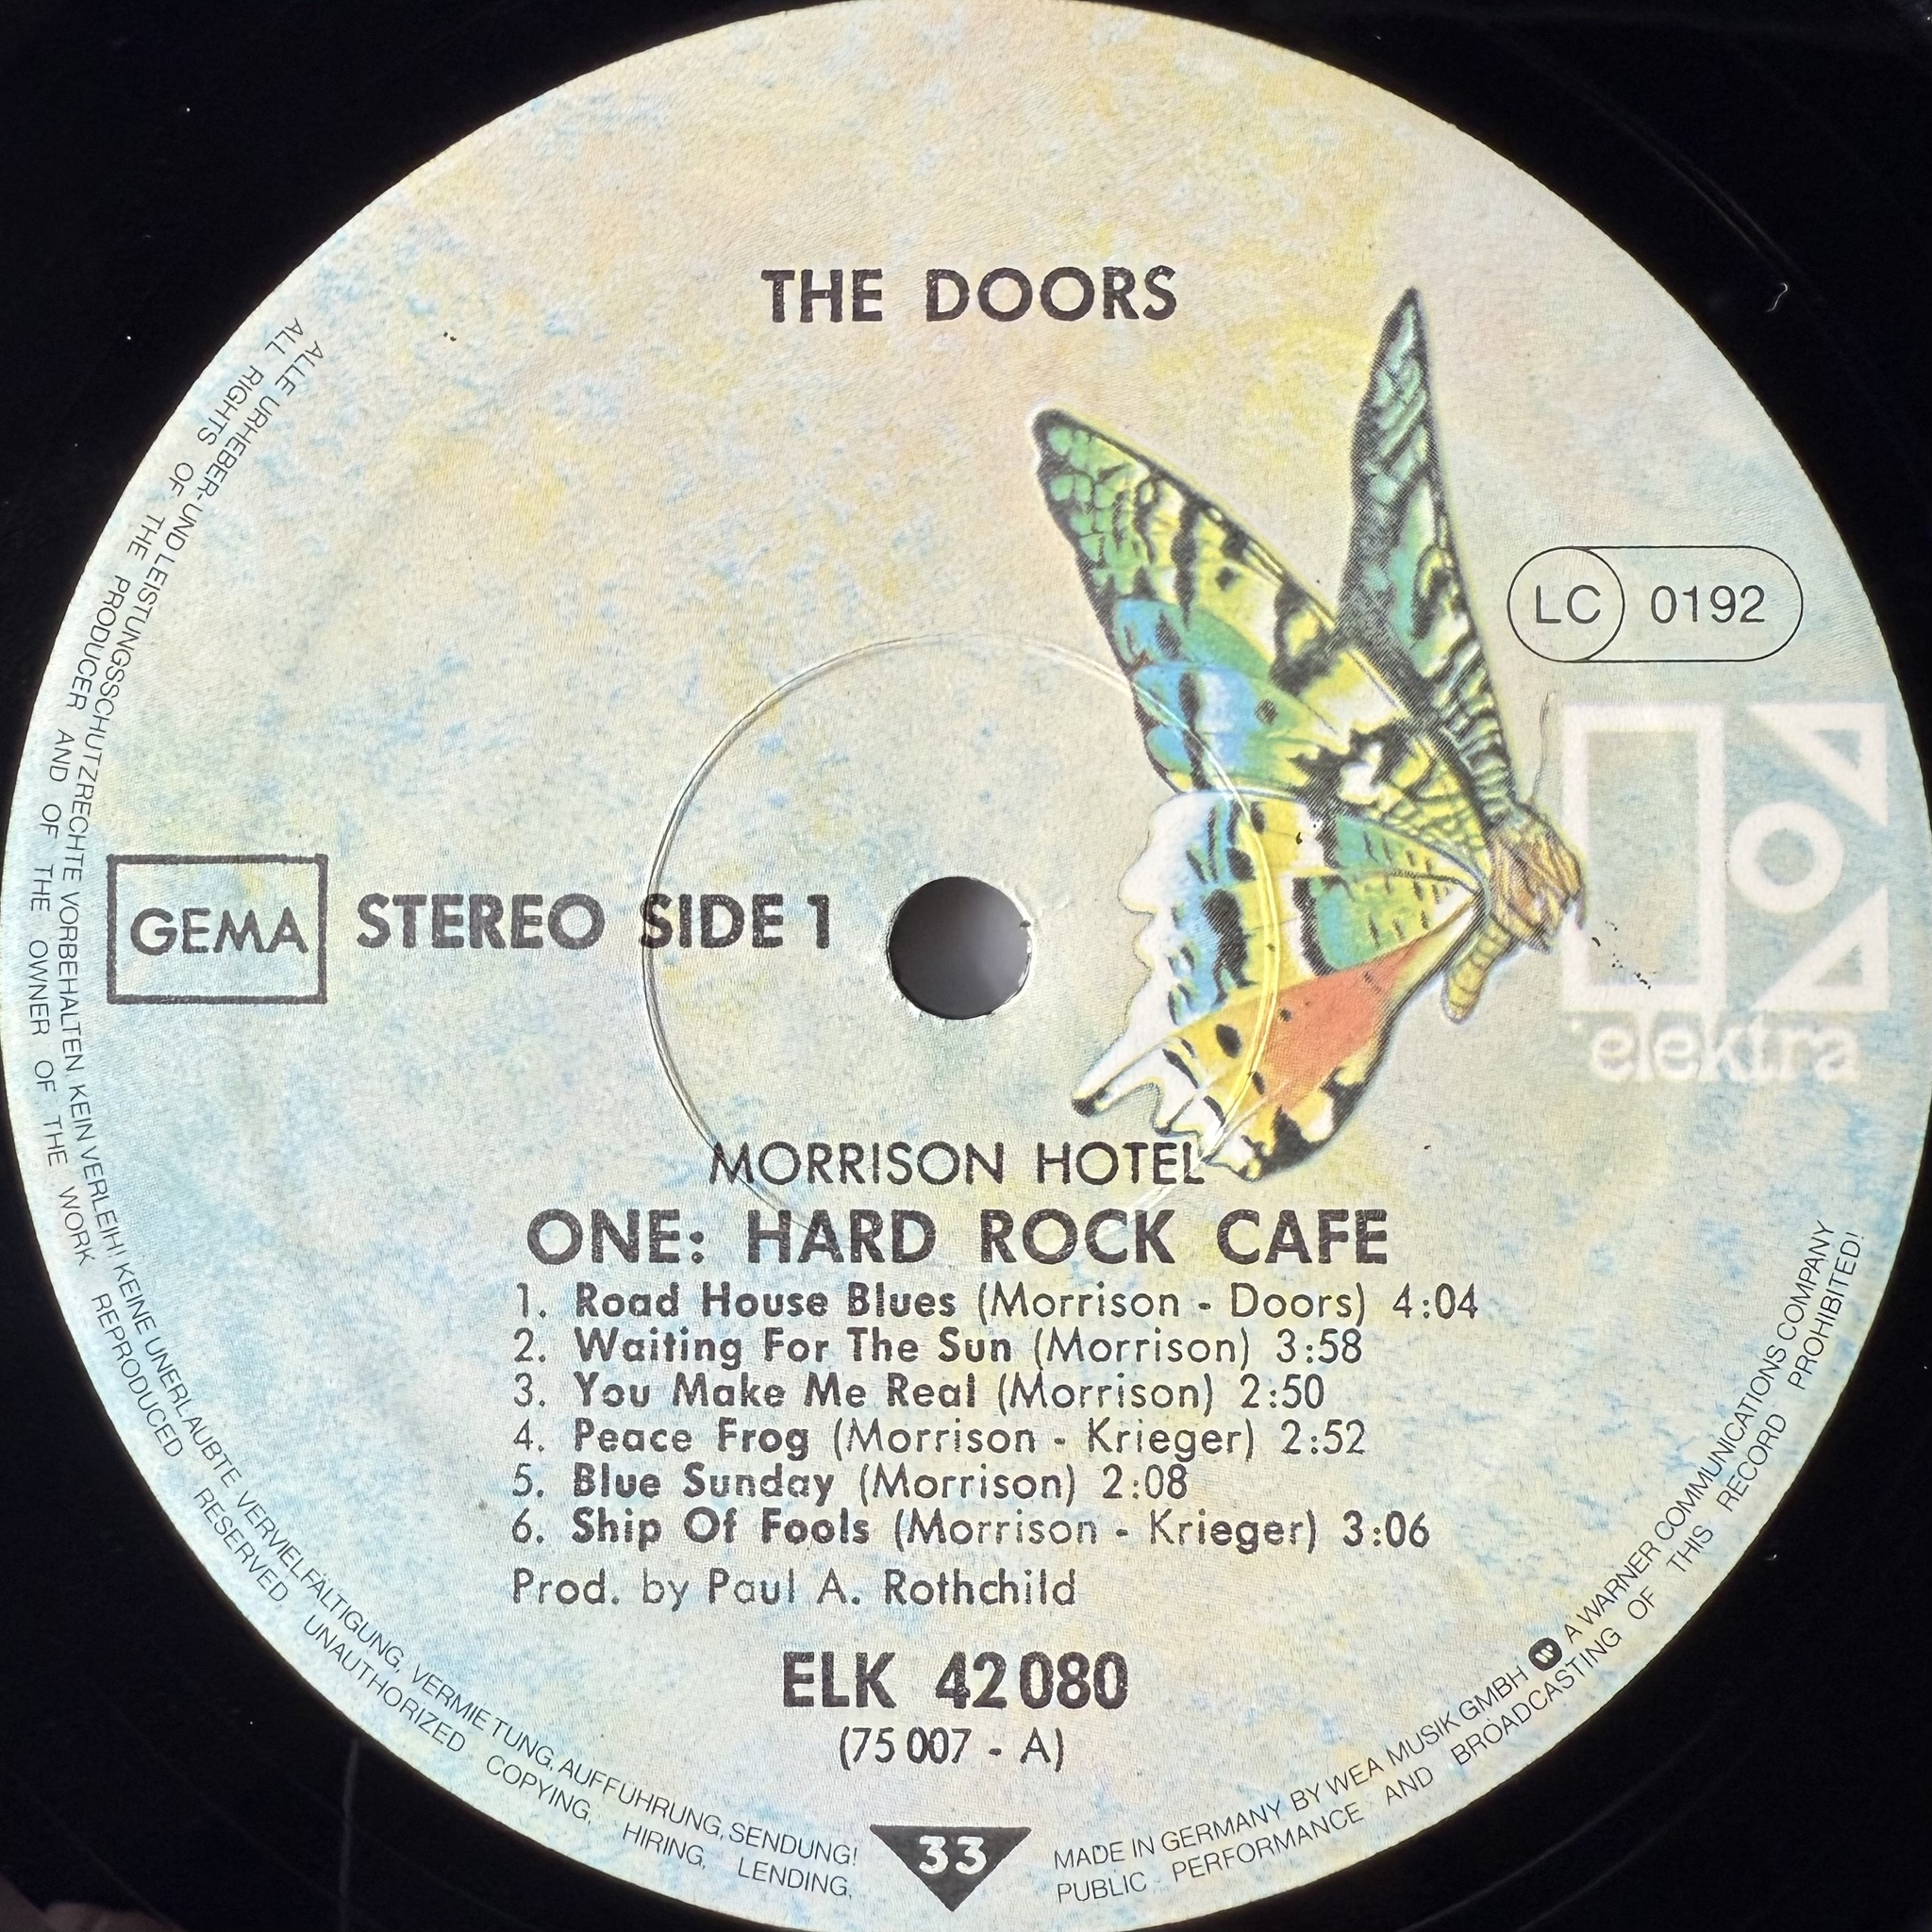 THE DOORS
LC 0192
elektra
GEMA STEREO SIDE 1
MORRISON HOTEL
ONE: HARD ROCK CAFE
1. Road House Blues (Morrison - Doors) 4:04
2. Waiting For The Sun (Morrison) 3:58
3. You Make Me Real (Morrison) 2:50
4. Peace Frog (Morrison - Krieger) 2:52
5. Blue Sunday (Morrison) 2:08
6. Ship Of Fools (Morrison - Krieger) 3:06
Prod. by Paul A. Rothchild
ELK 42080
(75007 - A)
33
ALLE URHEBER- UND LEISTUNGSSCHUTZRECHTE VORBEHALTEN KEIN VERLEIH! KEINE UNERLAUBTE VERVIELFÄLTIGUNG, VERMIETUNG, AUFFÜHRUNG, SENDUNG! MADE IN GERMANY BY WEA MUSIK GMBH W A WARNER COMMUNICATIONS COMPANY
ALL RIGHTS OF THE PRODUCER AND OF THE OWNER OF THE WORK REPRODUCED RESERVED UNAUTHORIZED COPYING, HIRING, LENDING, PUBLIC PERFORMANCE AND BROADCASTING OF THIS RECORD PROHIBITED!